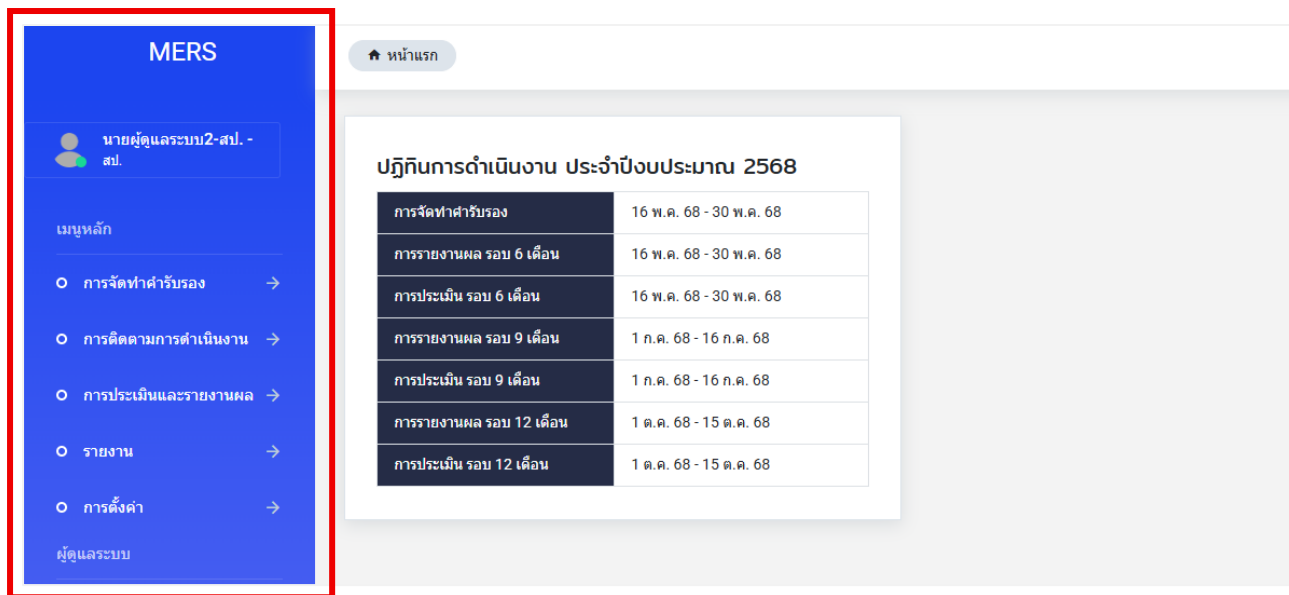 MERS
นายผู้ดูแลระบบ2-สป. -
สป.
เมนูหลัก
การจัดทำคำรับรอง
การติดตามการดำเนินงาน
การประเมินและรายงานผล
รายงาน
การตั้งค่า
ผู้ดูแลระบบ
หน้าแรก
ปฏิทินการดำเนินงาน ประจำปีงบประมาณ 2568
การจัดทำคำรับรอง 16 พ.ค. 68 - 30 พ.ค. 68
การรายงานผล รอบ 6 เดือน 16 พ.ค. 68 - 30 พ.ค. 68
การประเมิน รอบ 6 เดือน 16 พ.ค. 68 - 30 พ.ค. 68
การรายงานผล รอบ 9 เดือน 1 ก.ค. 68 - 16 ก.ค. 68
การประเมิน รอบ 9 เดือน 1 ก.ค. 68 - 16 ก.ค. 68
การรายงานผล รอบ 12 เดือน 1 ต.ค. 68 - 15 ต.ค. 68
การประเมิน รอบ 12 เดือน 1 ต.ค. 68 - 15 ต.ค. 68